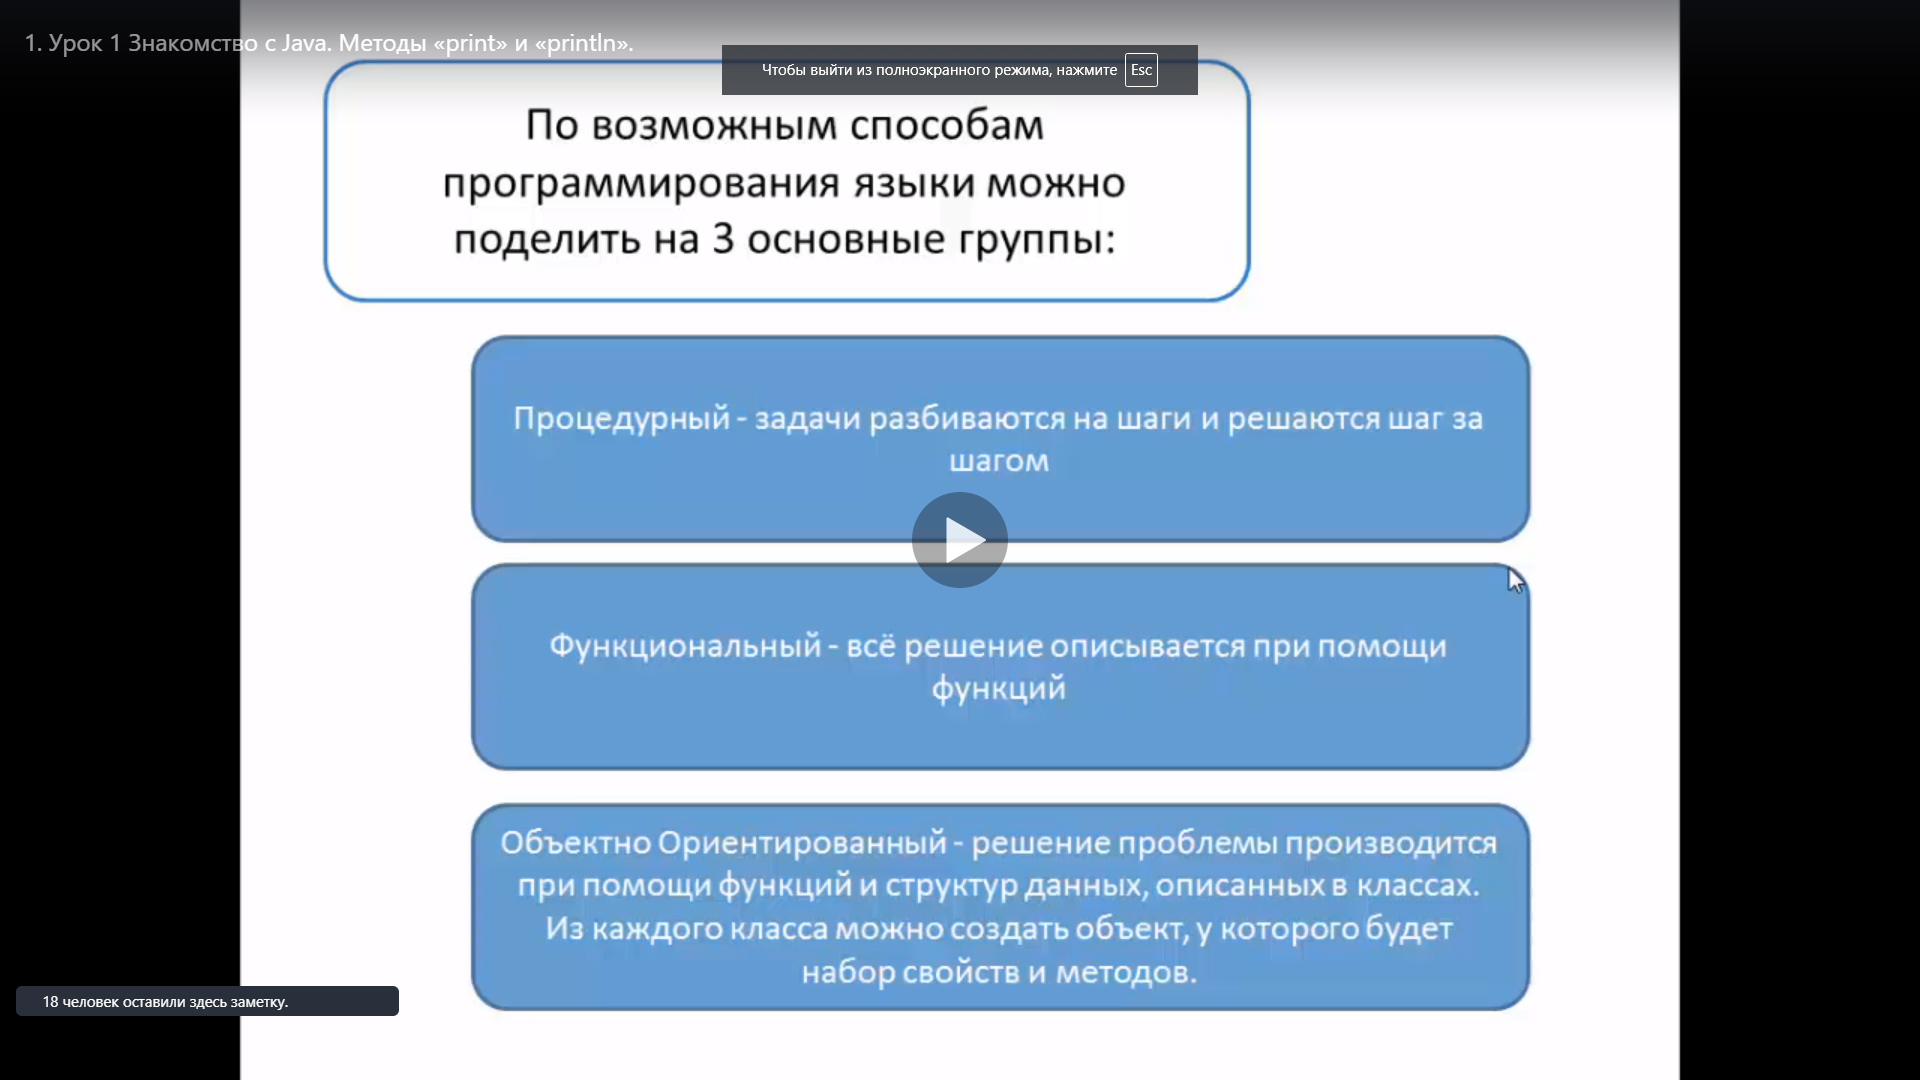 1. Урок 1 Знакомство с Java. Методы «print» и «println».
Чтобы выйти из полноэкранного режима, нажмите Esc
По возможным способам
программирования языки можно
поделить на 3 основные группы:
Процедурный - задачи разбиваются на шаги и решаются шаг за
шагом
Функциональный - всё решение описывается при помощи
функций
Объектно Ориентированный - решение проблемы производится
при помощи функций и структур данных, описанных в классах.
Из каждого класса можно создать объект, у которого будет
набор свойств и методов.
18 человек оставили здесь заметку.